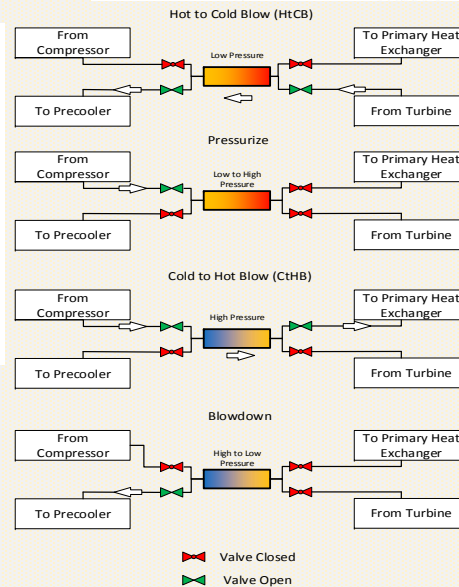 Hot to Cold Blow (HtCB)
From
Compressor
To Primary Heat
Exchanger
Low Pressure
To Precooler
From Turbine
Pressurize
From
Compressor
To Primary Heat
Exchanger
Low to High
Pressure
To Precooler
From Turbine
Cold to Hot Blow (CtHB)
From
Compressor
To Primary Heat
Exchanger
High Pressure
To Precooler
From Turbine
Blowdown
From
Compressor
To Primary Heat
Exchanger
High to Low
Pressure
To Precooler
From Turbine
Valve Closed
Valve Open